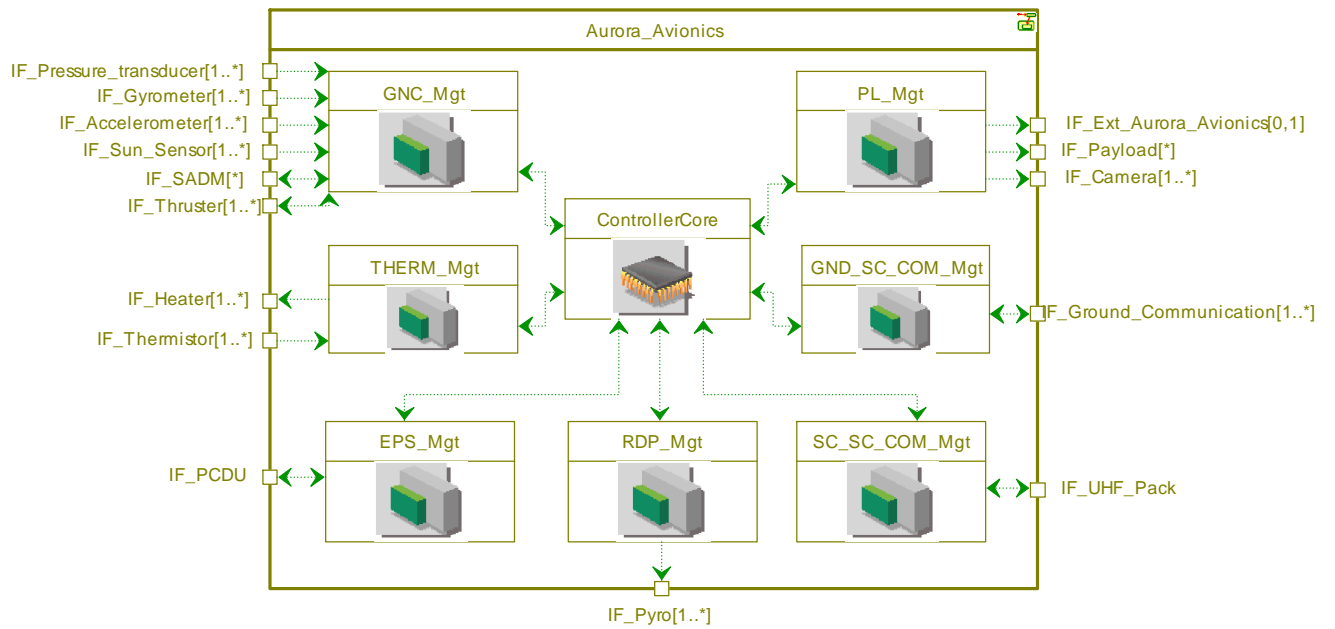 Aurora_Avionics
IF_Pressure_transducer[1..*]
IF_Gyrometer[1..*]
IF_Accelerometer[1..*]
IF_Sun_Sensor[1..*]
IF_SADM[*]
IF_Thruster[1..*]
GNC_Mgt
PL_Mgt
IF_Ext_Aurora_Avionics[0,1]
IF_Payload[*]
IF_Camera[1..*]
ControllerCore
THERM_Mgt
GND_SC_COM_Mgt
IF_Heater[1..*]
IF_Thermistor[1..*]
IF_Ground_Communication[1..*]
EPS_Mgt
RDP_Mgt
SC_SC_COM_Mgt
IF_PCDU
IF_UHF_Pack
IF_Pyro[1..*]